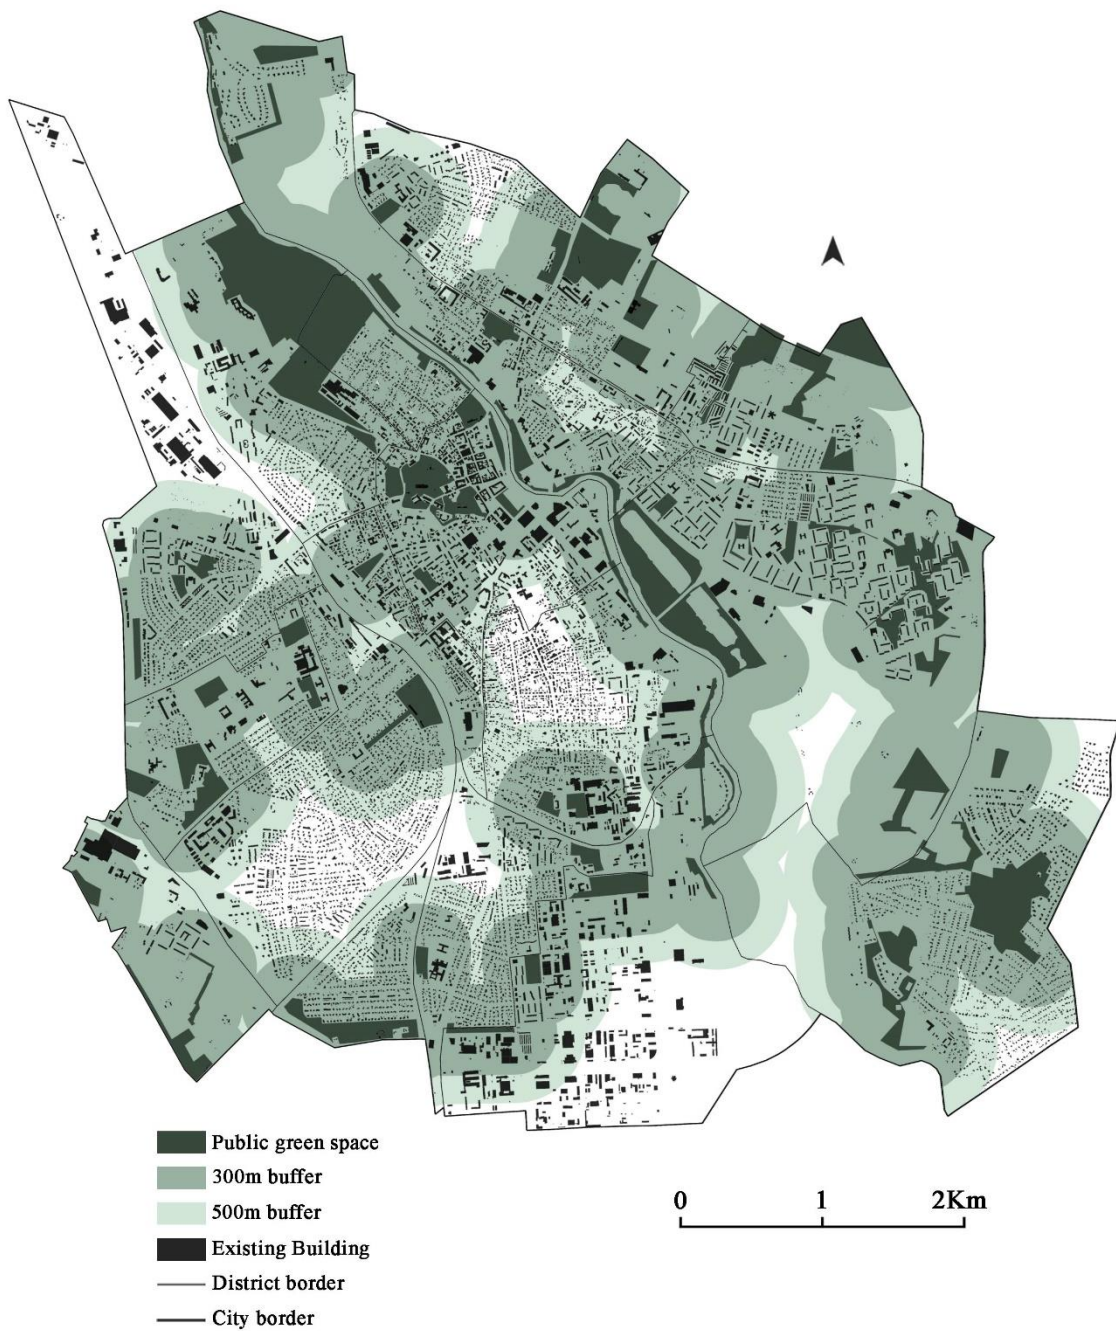 Public green space
300m buffer
500m buffer
Existing Building
District border
City border
0 1 2Km